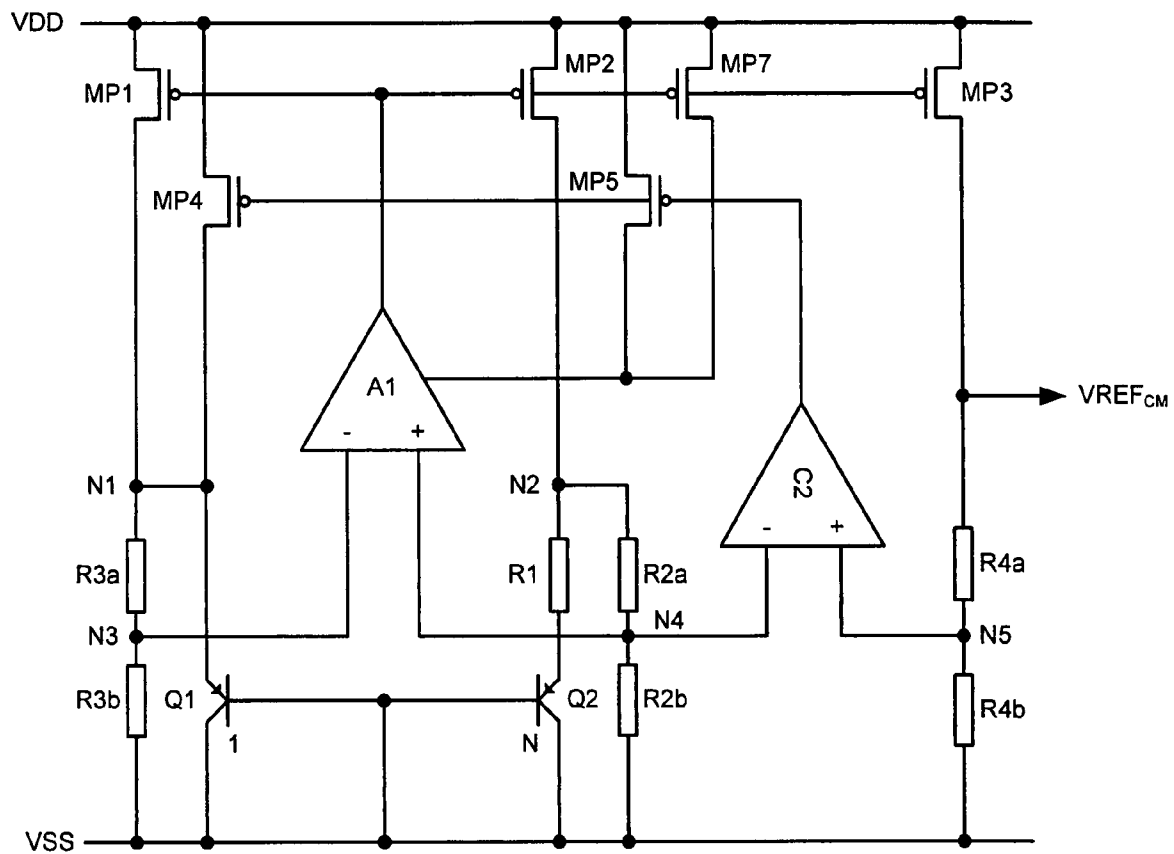 VDD
MP1
MP2
MP7
MP3
MP4
MP5
A1
- +
VREFCM
N1
N2
C2
- +
R3a
R1
R2a
R4a
N3
N4
N5
R3b
Q1
Q2
R2b
R4b
1
N
VSS